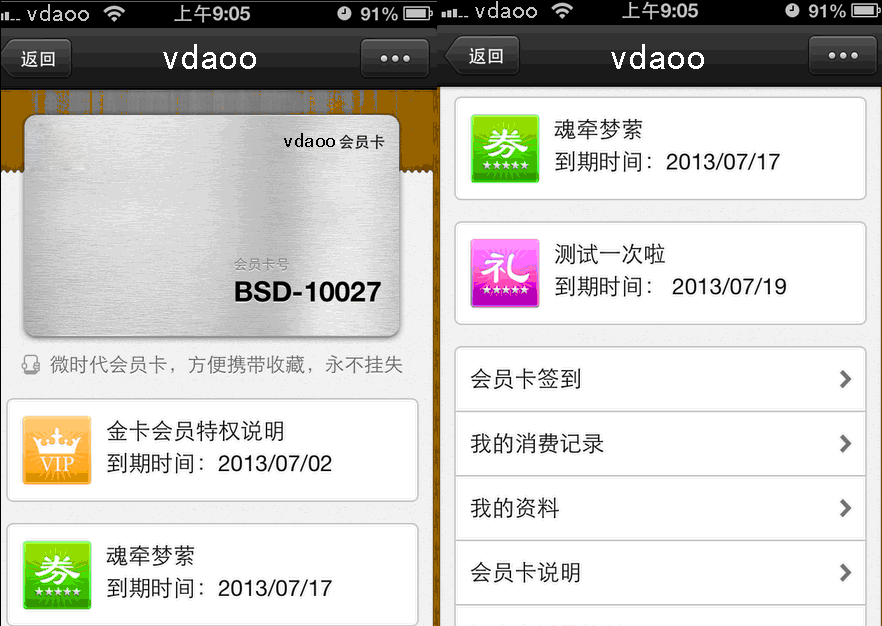 vdaoo 上午9:05 91%
返回 vdaoo
vdaoo 会员卡
会员卡号
BSD-10027
微时代会员卡，方便携带收藏，永不挂失
VIP
金卡会员特权说明
到期时间：2013/07/02
券
魂牵梦萦
到期时间：2013/07/17
vdaoo 上午9:05 91%
返回 vdaoo
券
魂牵梦萦
到期时间：2013/07/17
礼
测试一次啦
到期时间： 2013/07/19
会员卡签到
我的消费记录
我的资料
会员卡说明